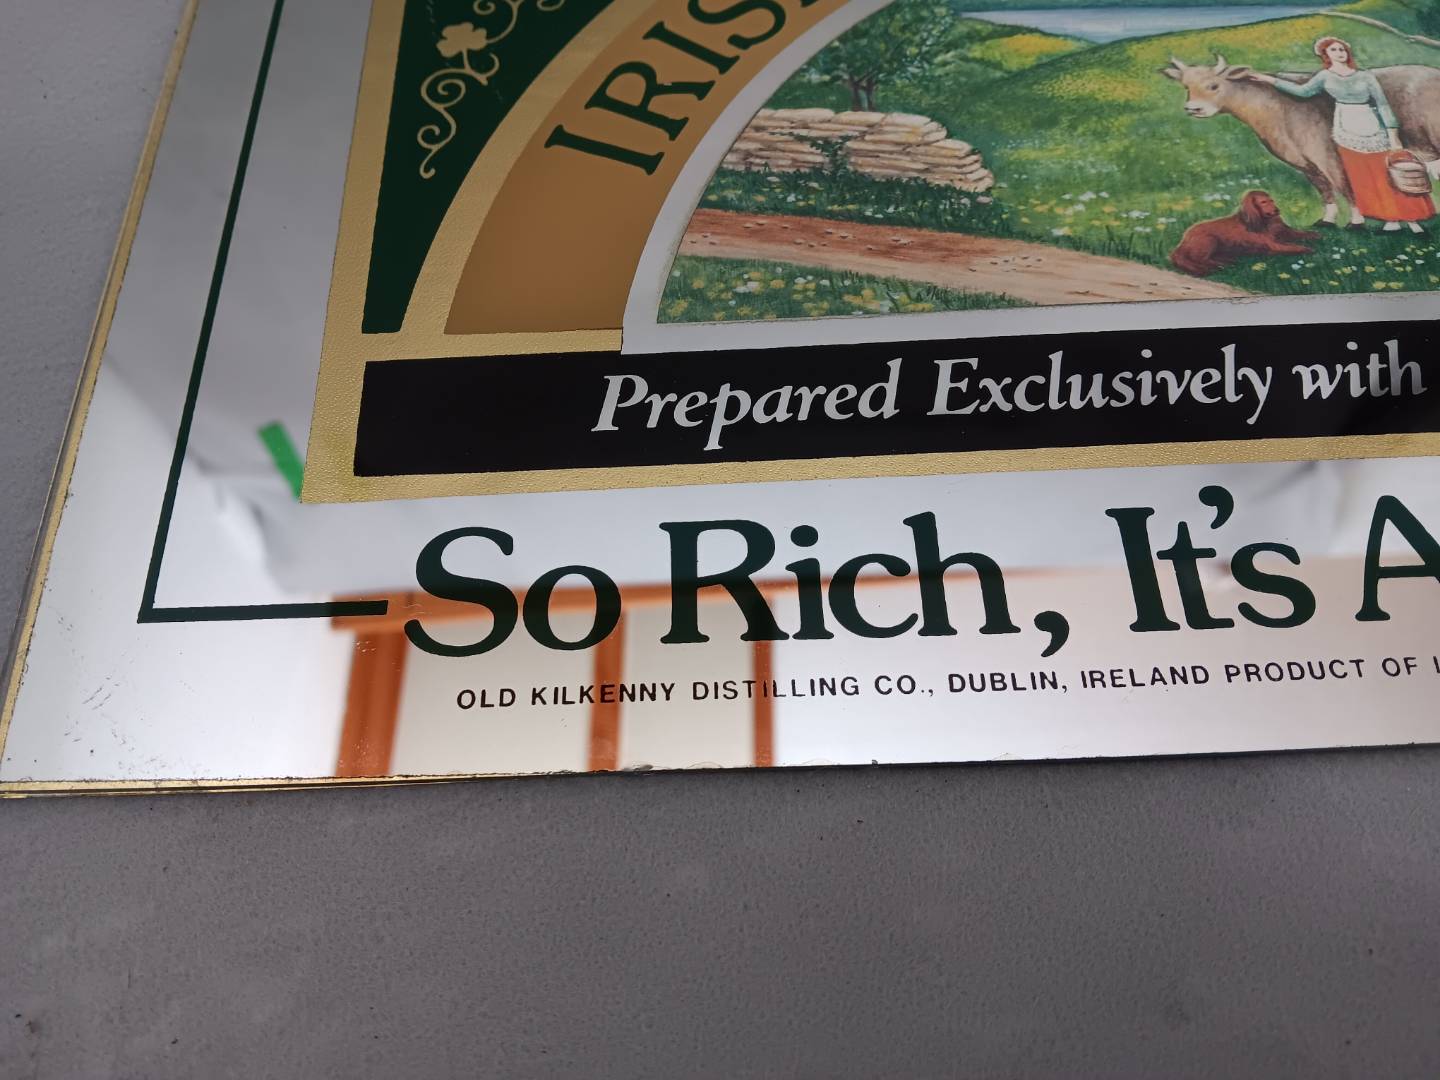 IRIS
Prepared Exclusively with
So Rich, It's A
OLD KILKENNY DISTILLING CO., DUBLIN, IRELAND PRODUCT OF